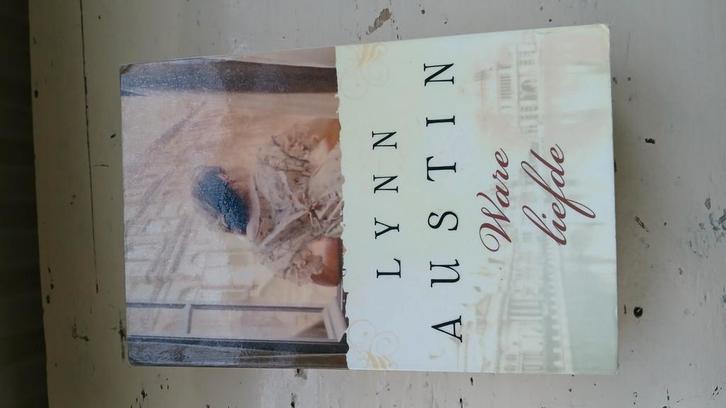 LYNN
AUSTIN
Ware
liefde